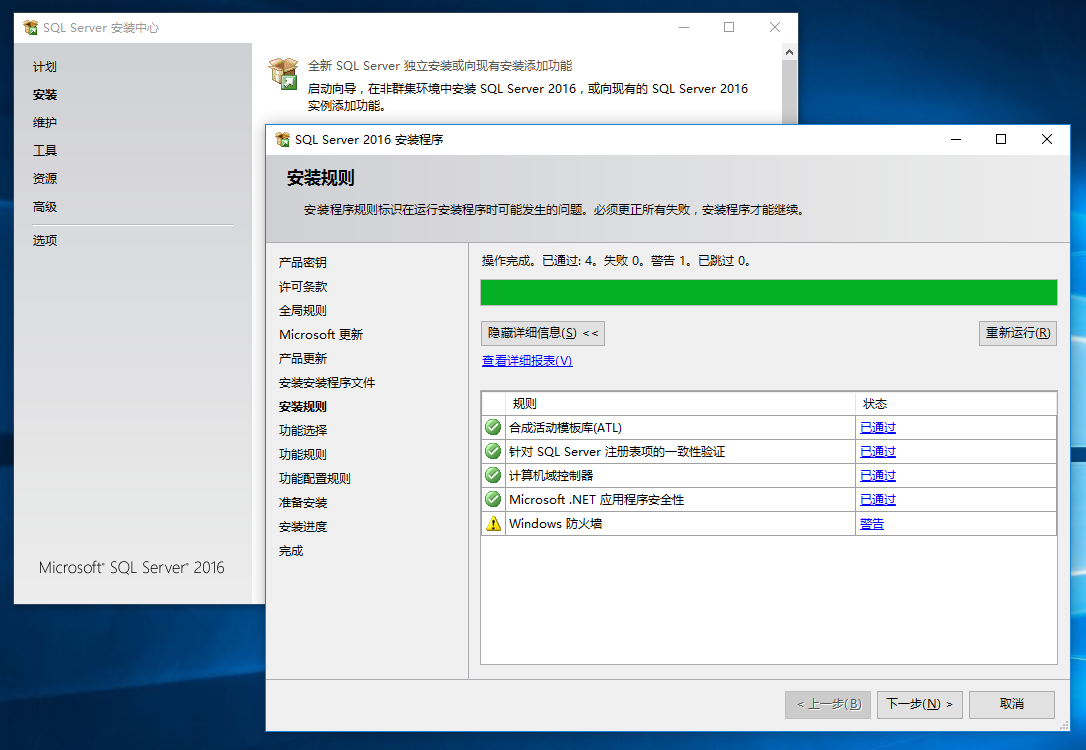 SQL Server 安装中心
计划
安装
维护
工具
资源
高级
选项
Microsoft® SQL Server® 2016
全新 SQL Server 独立安装或向现有安装添加功能
启动向导，在非群集环境中安装 SQL Server 2016，或向现有的 SQL Server 2016
实例添加功能。
SQL Server 2016 安装程序
安装规则
安装程序规则标识在运行安装程序时可能发生的问题。必须更正所有失败，安装程序才能继续。
产品密钥
许可条款
全局规则
Microsoft 更新
产品更新
安装安装程序文件
安装规则
功能选择
功能规则
功能配置规则
准备安装
安装进度
完成
操作完成。已通过: 4。失败 0。警告 1。已跳过 0。
隐藏详细信息(S) <<
重新运行(R)
查看详细报表(V)
规则 状态
合成活动模板库(ATL) 已通过
针对 SQL Server 注册表项的一致性验证 已通过
计算机域控制器 已通过
Microsoft .NET 应用程序安全性 已通过
Windows 防火墙 警告
< 上一步(B) 下一步(N) > 取消